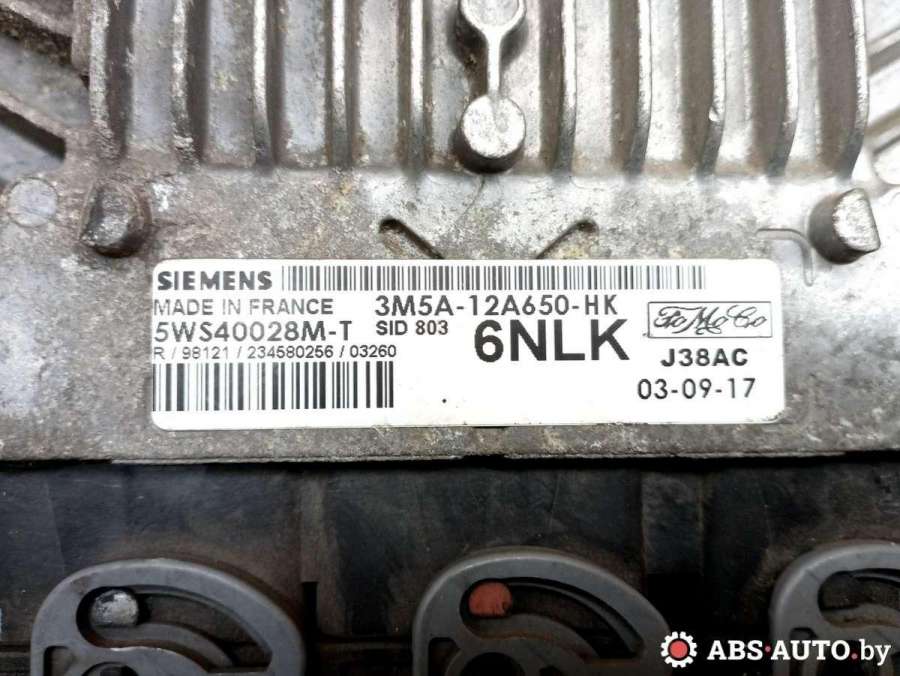 SIEMENS
MADE IN FRANCE
3M5A-12A650-HK
5WS40028M-T
SID 803
6NLK
FoMoCo
R / 98121 / 234580256 / 03260
J38AC
03-09-17
ABS-AUTO.by